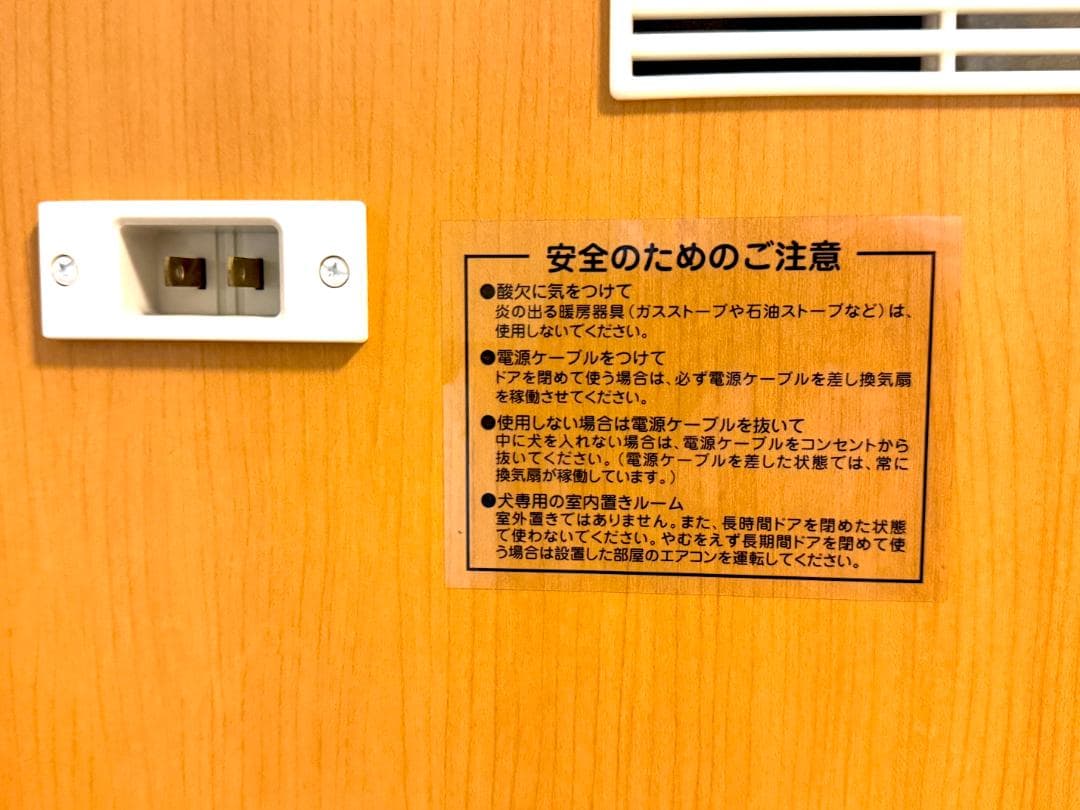 安全のためのご注意
●酸欠に気をつけて
炎の出る暖房器具(ガスストーブや石油ストーブなど)は、
使用しないでください。
●電源ケーブルをつけて
ドアを閉めて使う場合は、必ず電源ケーブルを差し換気扇
を稼働させてください。
●使用しない場合は電源ケーブルを抜いて
中に犬を入れない場合は、電源ケーブルをコンセントから
抜いてください。(電源ケーブルを差した状態では、常に
換気扇が稼働しています。)
●犬専用の室内置きルーム
室外置きではありません。また、長時間ドアを閉めた状態
で使わないでください。やむをえず長期間ドアを閉めて使
う場合は設置した部屋のエアコンを運転してください。